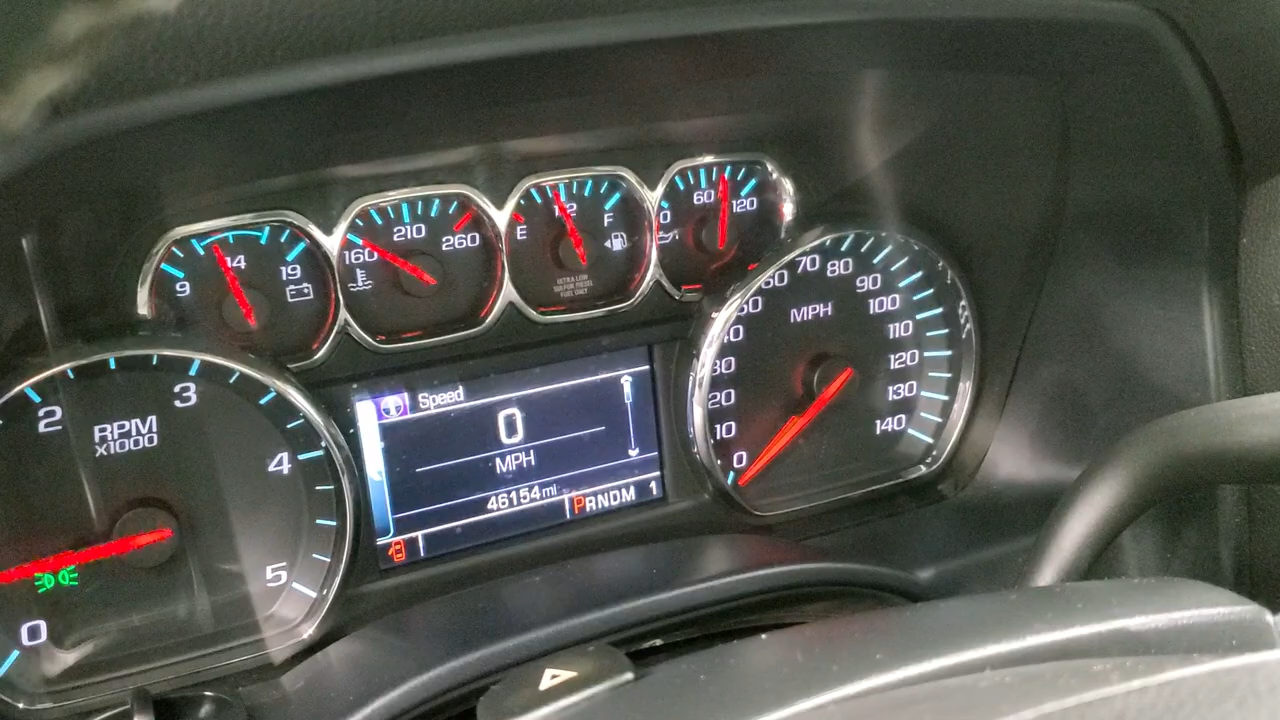 9 14 19
160 210 260
E 1/2 F
ULTRA LOW
SULFUR DIESEL
FUEL ONLY
0 60 120
0 2 3 4 5
RPM
x1000
Speed
0
MPH
46154 mi
PRNDM 1
0 10 20 30 40 50 60 70 80 90 100 110 120 130 140
MPH